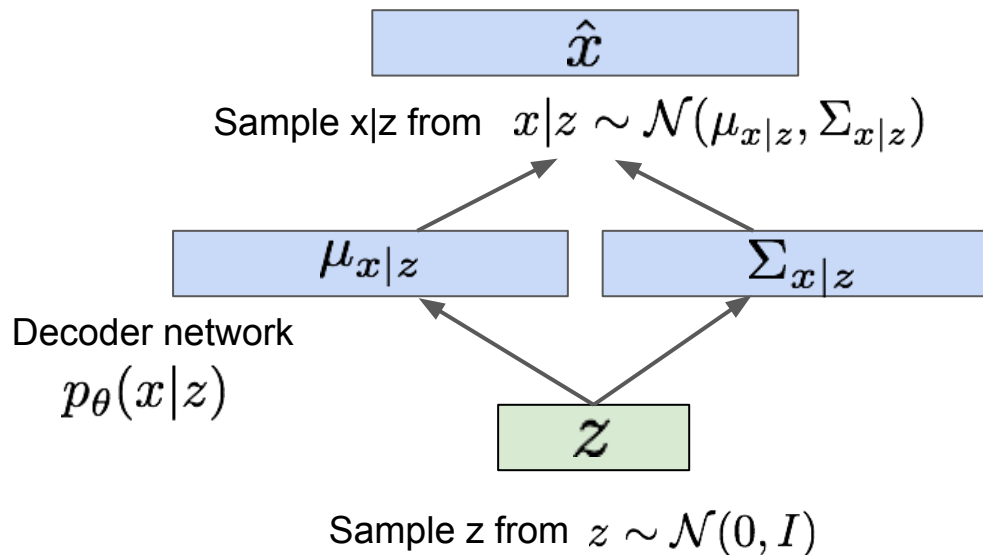 x̂
Sample x|z from x|z ∼ 𝒩(μ_{x|z}, Σ_{x|z})
μ_{x|z} Σ_{x|z}
Decoder network
p_θ(x|z)
z
Sample z from z ∼ 𝒩(0, I)